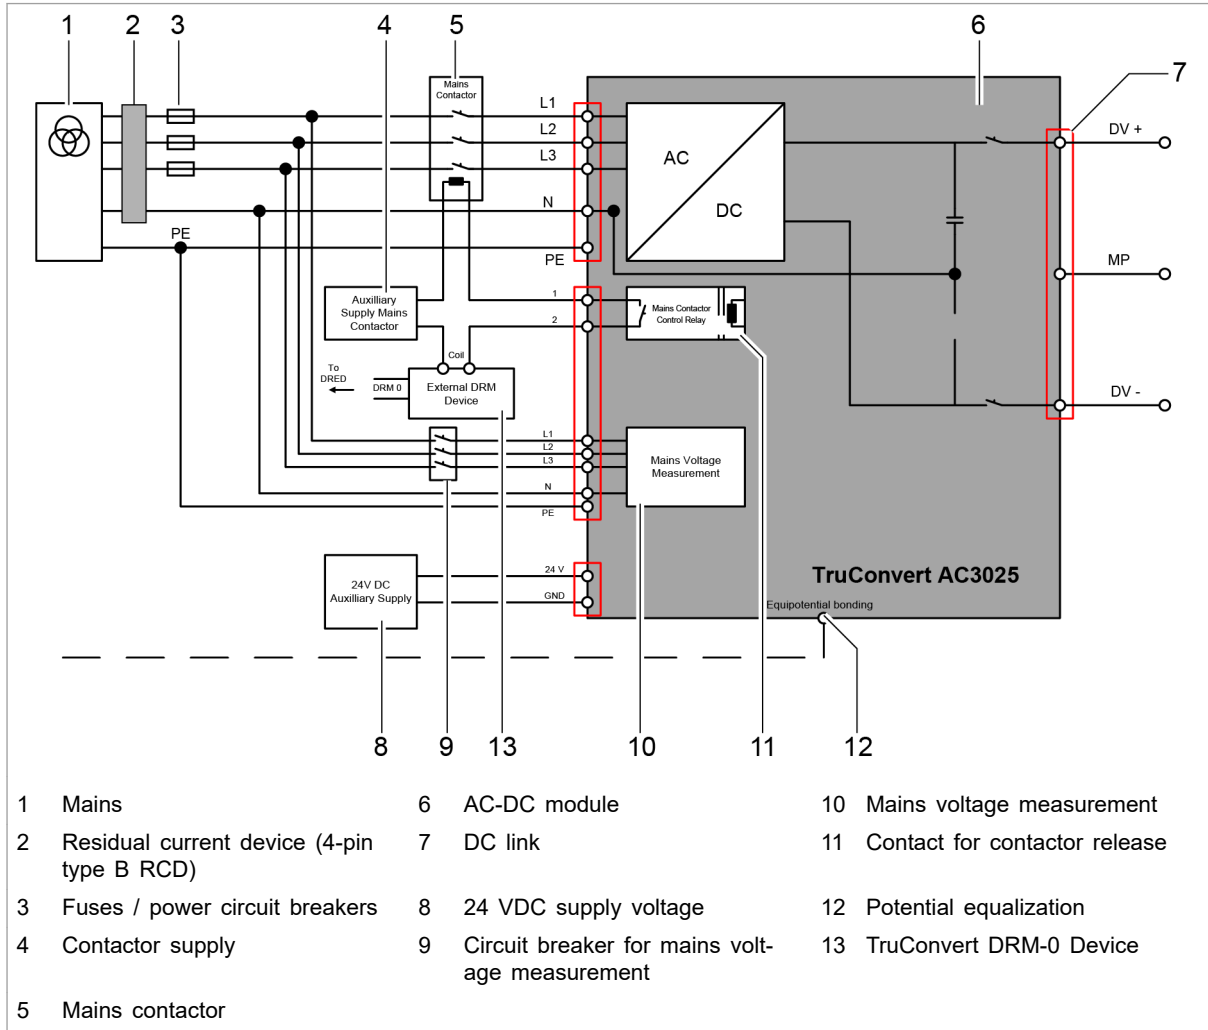 1 2 3 4 5 6
7
Mains
Contactor
L1
L2
L3
N
PE
PE
AC
DC
DV +
MP
DV -
Auxilliary
Supply Mains
Contactor
1
2
Mains Contactor
Control Relay
Coil
To
DRED
DRM 0
External DRM
Device
L1
L2
L3
N
PE
Mains Voltage
Measurement
24V DC
Auxilliary Supply
24 V
GND
TruConvert AC3025
Equipotential bonding
8 9 13 10 11 12
1 Mains
2 Residual current device (4-pin
type B RCD)
3 Fuses / power circuit breakers
4 Contactor supply
5 Mains contactor
6 AC-DC module
7 DC link
8 24 VDC supply voltage
9 Circuit breaker for mains volt-
age measurement
10 Mains voltage measurement
11 Contact for contactor release
12 Potential equalization
13 TruConvert DRM-0 Device